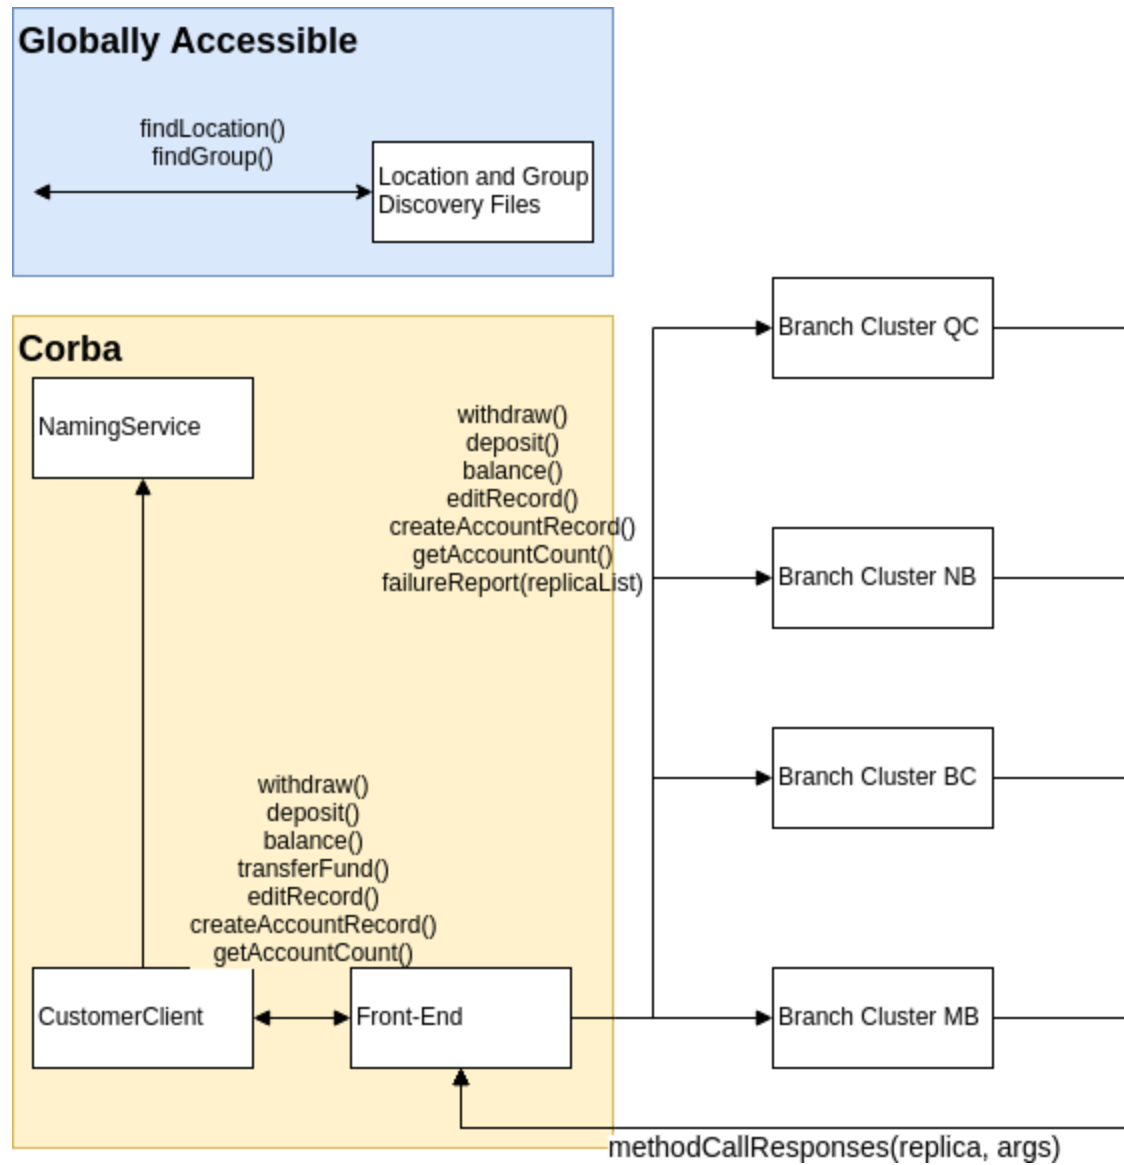 Globally Accessible
findLocation()
findGroup()
Location and Group
Discovery Files
Corba
NamingService
withdraw()
deposit()
balance()
editRecord()
createAccountRecord()
getAccountCount()
failureReport(replicaList)
Branch Cluster QC
Branch Cluster NB
Branch Cluster BC
withdraw()
deposit()
balance()
transferFund()
editRecord()
createAccountRecord()
getAccountCount()
CustomerClient
Front-End
Branch Cluster MB
methodCallResponses(replica, args)